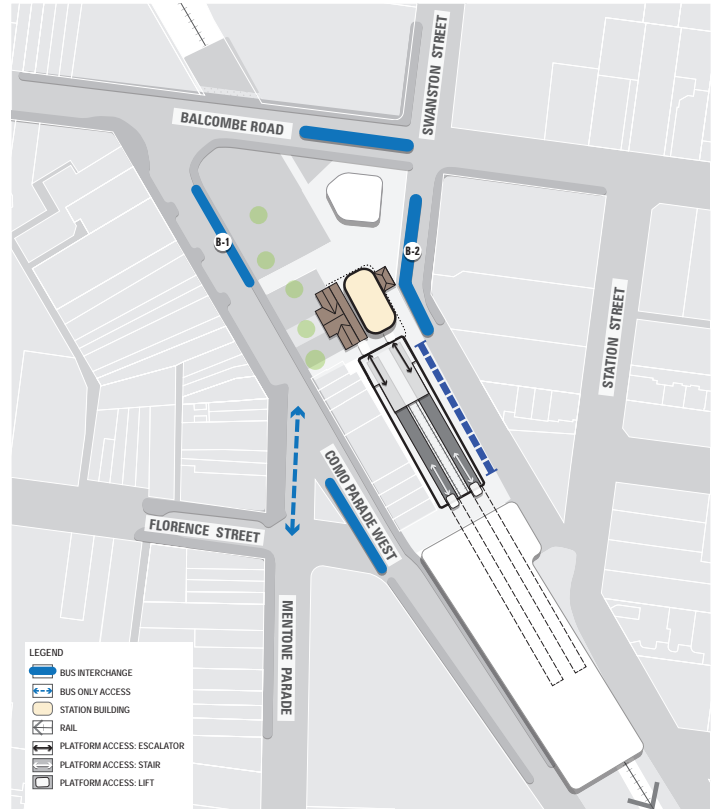 SWANSTON STREET
BALCOMBE ROAD
B-1
B-2
STATION STREET
COMO PARADE WEST
FLORENCE STREET
MENTONE PARADE
LEGEND
BUS INTERCHANGE
BUS ONLY ACCESS
STATION BUILDING
RAIL
PLATFORM ACCESS: ESCALATOR
PLATFORM ACCESS: STAIR
PLATFORM ACCESS: LIFT